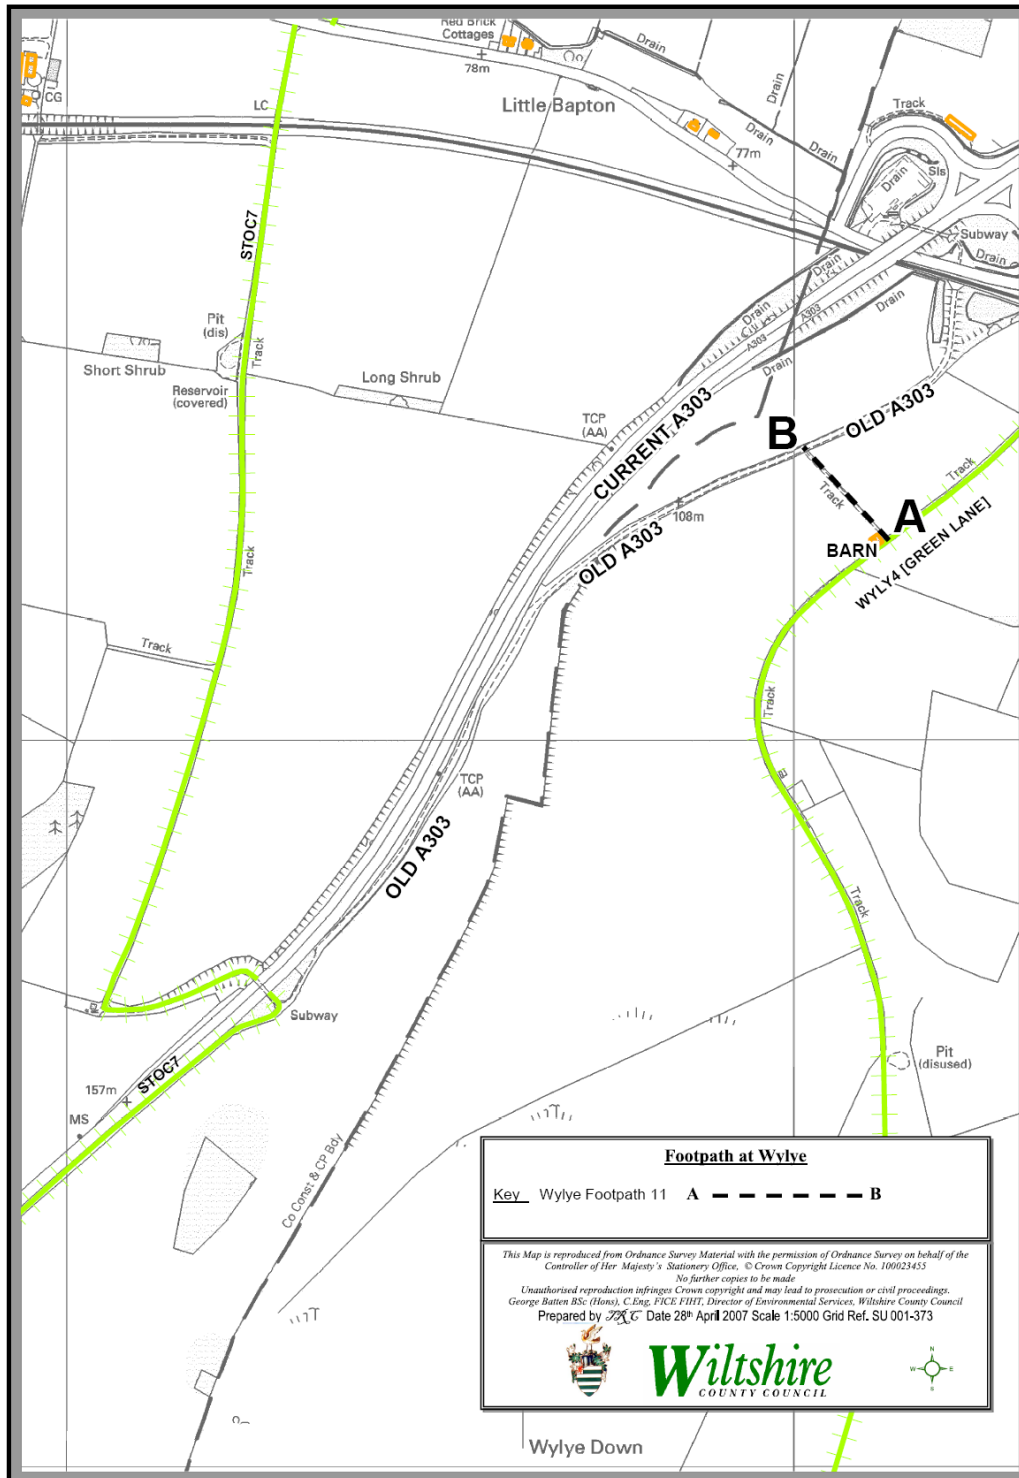 Red Brick
Cottages
Drain
Drain
78m
CG
LC
Little Bapton
Drain
Track
Drain
77m
Drain
Drain
Sls
Subway
Drain
Drain
STOC7
Drain
Drain
A303
A303
Drain
Pit
(dis)
Track
Short Shrub
Long Shrub
Reservoir
(covered)
TCP
(AA)
CURRENT A303
B
OLD A303
Track
Track
108m
A
BARN
WYLY4 [GREEN LANE]
OLD A303
Track
Track
Track
TCP
(AA)
OLD A303
Track
Subway
STOC7
157m
MS
Pit
(disused)
Co Const & CP Bdy
Footpath at Wylye
Key Wylye Footpath 11 A B
This Map is reproduced from Ordnance Survey Material with the permission of Ordnance Survey on behalf of the
Controller of Her Majesty's Stationery Office, © Crown Copyright Licence No. 100023455
No further copies to be made
Unauthorised reproduction infringes Crown copyright and may lead to prosecution or civil proceedings.
George Batten BSc (Hons), C.Eng, FICE FIHT, Director of Environmental Services, Wiltshire County Council
Prepared by Date 28th April 2007 Scale 1:5000 Grid Ref. SU 001-373
Wiltshire
COUNTY COUNCIL
N
W E
S
Wylye Down